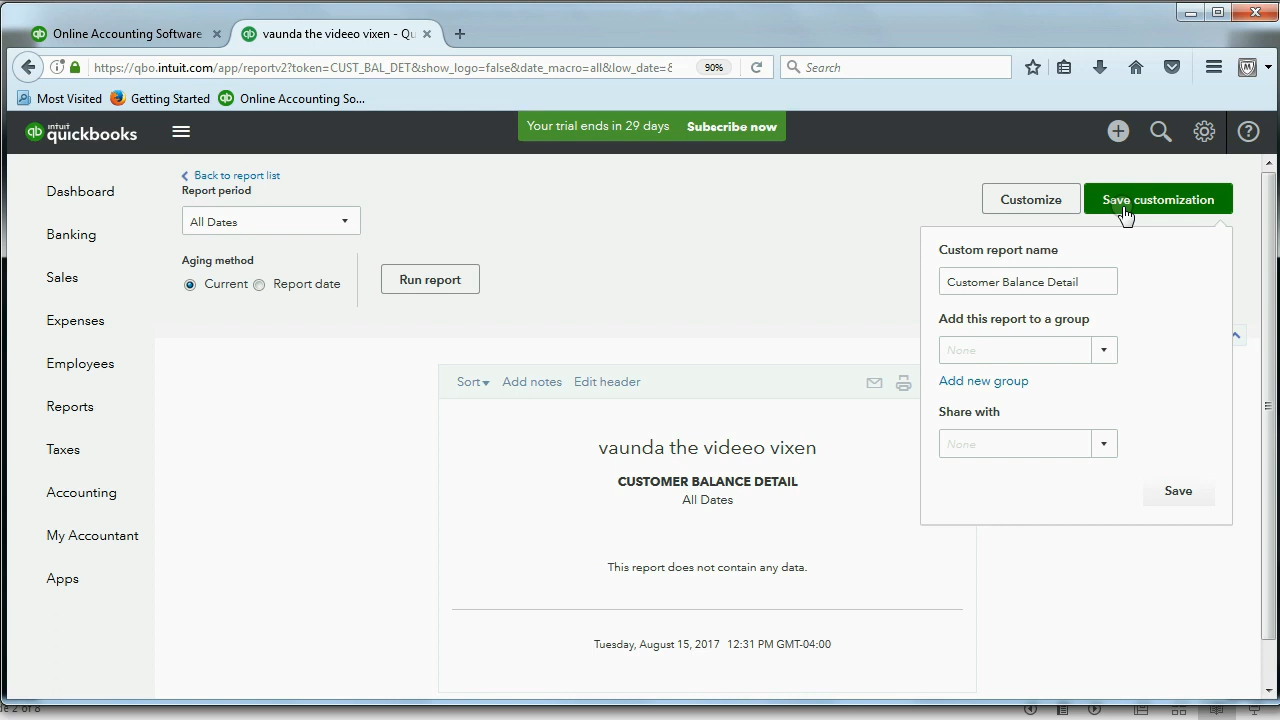 Online Accounting Software
vaunda the videeo vixen - Qu
https://qbo.intuit.com/app/reportv2?token=CUST_BAL_DET&show_logo=false&date_macro=all&low_date=&
90%
Search
Most Visited
Getting Started
Online Accounting So...
intuit
quickbooks
Your trial ends in 29 days Subscribe now
Dashboard
Banking
Sales
Expenses
Employees
Reports
Taxes
Accounting
My Accountant
Apps
Back to report list
Report period
All Dates
Aging method
Current
Report date
Run report
Customize
Save customization
Custom report name
Customer Balance Detail
Add this report to a group
None
Add new group
Share with
None
Save
Sort
Add notes
Edit header
vaunda the videeo vixen
CUSTOMER BALANCE DETAIL
All Dates
This report does not contain any data.
Tuesday, August 15, 2017 12:31 PM GMT-04:00
de 2 of 8